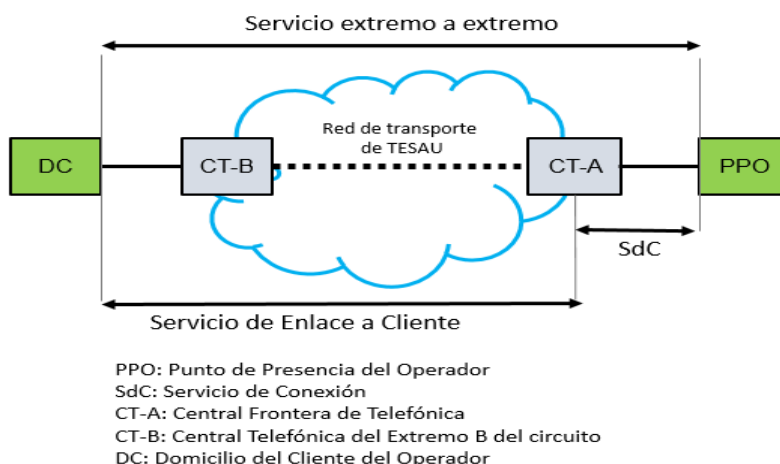 Servicio extremo a extremo
Red de transporte
de TESAU
DC
CT-B
CT-A
PPO
SdC
Servicio de Enlace a Cliente
PPO: Punto de Presencia del Operador
SdC: Servicio de Conexión
CT-A: Central Frontera de Telefónica
CT-B: Central Telefónica del Extremo B del circuito
DC: Domicilio del Cliente del Operador